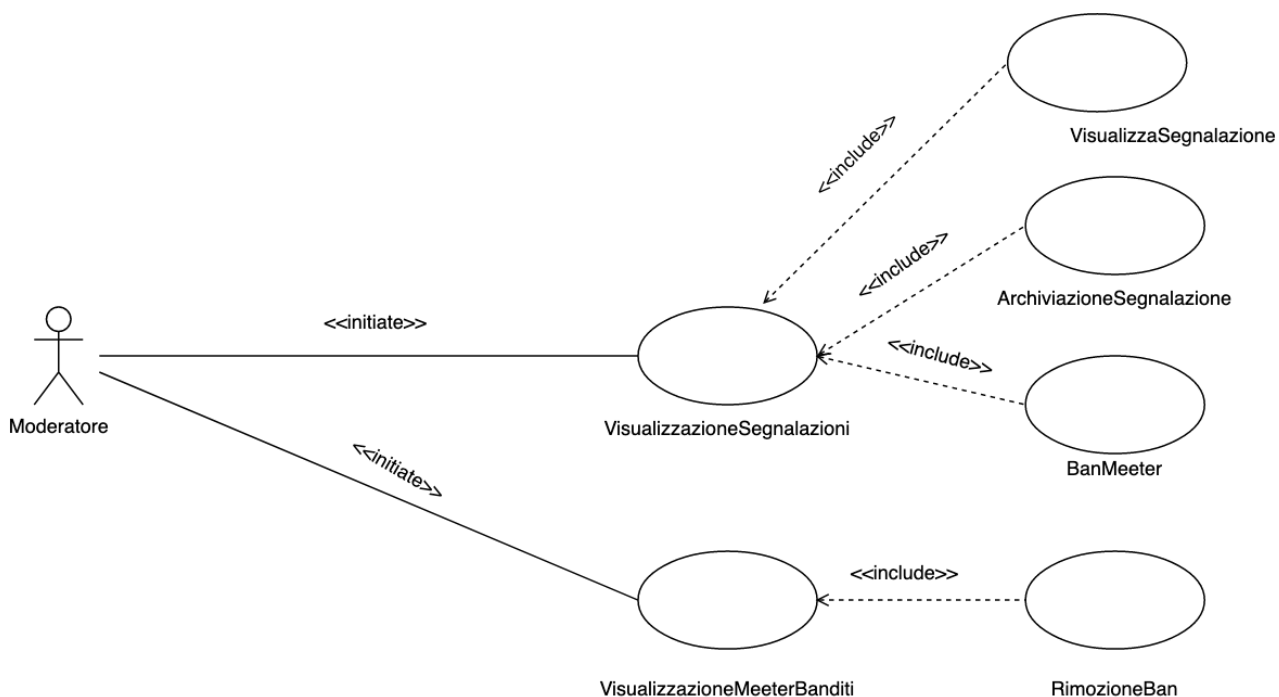 <<include>>
VisualizzaSegnalazione
<<include>>
ArchiviazioneSegnalazione
<<initiate>>
<<include>>
Moderatore
VisualizzazioneSegnalazioni
<<initiate>>
BanMeeter
<<include>>
VisualizzazioneMeeterBanditi
RimozioneBan